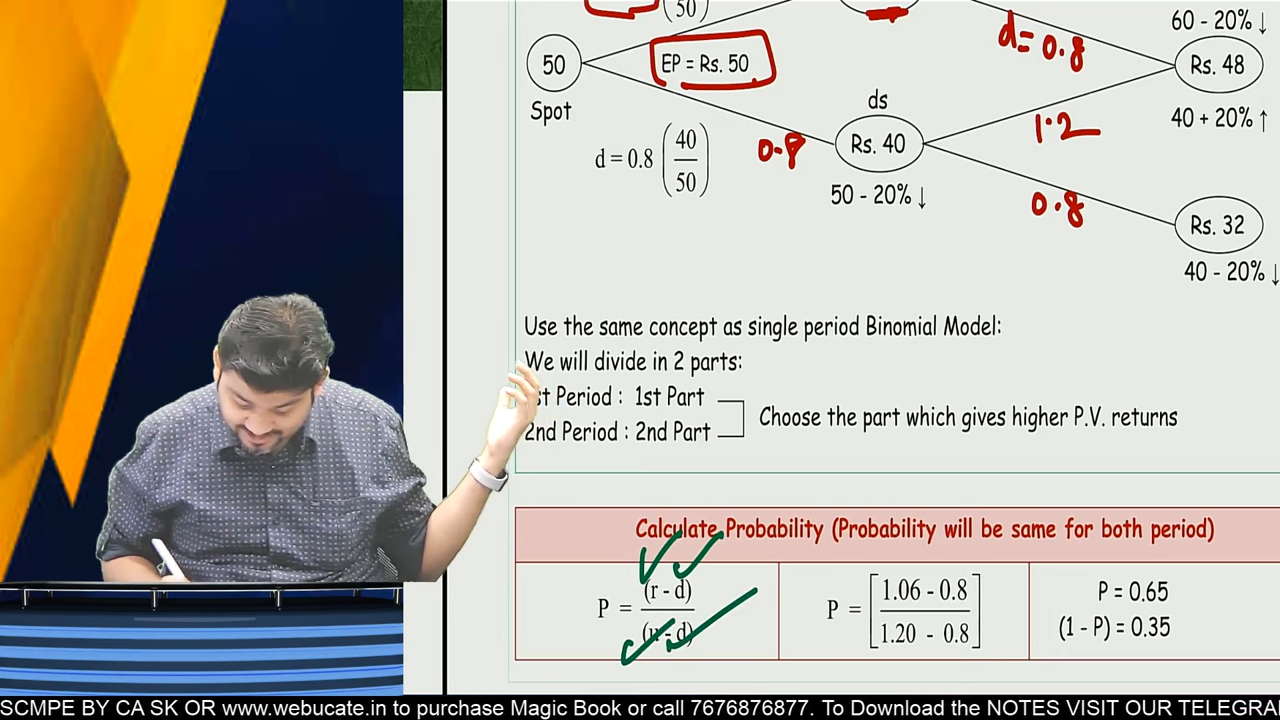 (50)
d = 0.8
60 - 20% ↓
50
EP = Rs. 50
Rs. 48
Spot
ds
1.2
40 + 20% ↑
d = 0.8 (40/50)
0.8
Rs. 40
50 - 20% ↓
0.8
Rs. 32
40 - 20% ↓
Use the same concept as single period Binomial Model:
We will divide in 2 parts:
st Period : 1st Part
2nd Period : 2nd Part
Choose the part which gives higher P.V. returns
Calculate Probability (Probability will be same for both period)
P = (r - d) / (u - d)
P = [1.06 - 0.8 / 1.20 - 0.8]
P = 0.65
(1 - P) = 0.35
SCMPE BY CA SK OR www.webucate.in to purchase Magic Book or call 7676876877. To Download the NOTES VISIT OUR TELEGRA